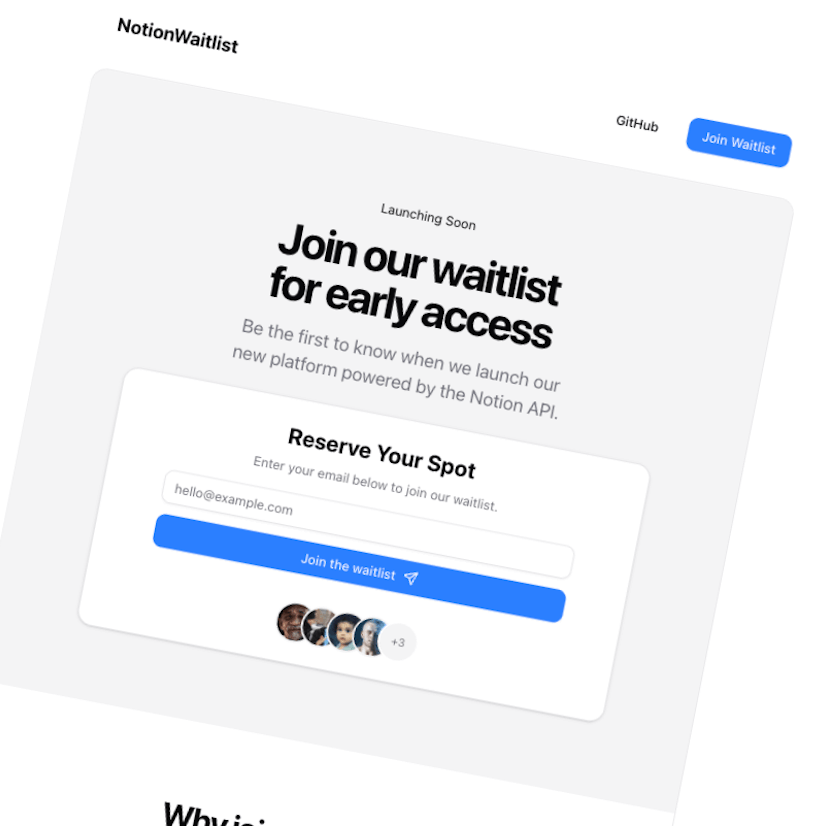 NotionWaitlist
GitHub
Join Waitlist
Launching Soon
Join our waitlist
for early access
Be the first to know when we launch our
new platform powered by the Notion API.
Reserve Your Spot
Enter your email below to join our waitlist.
hello@example.com
Join the waitlist
+3
Why